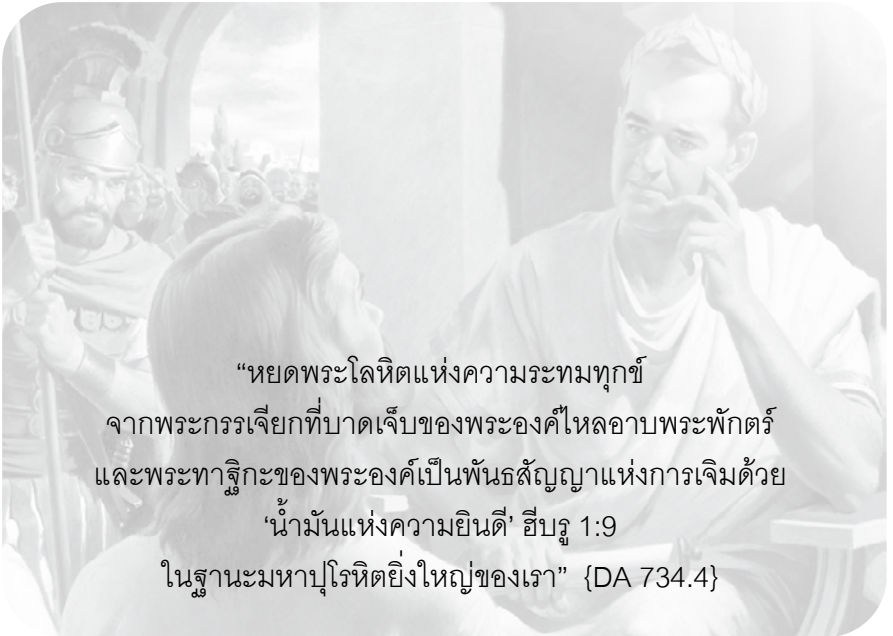 “หยดพระโลหิตแห่งความระทมทุกข์
จากพระกรรเจียกที่บาดเจ็บของพระองค์ไหลอาบพระพักตร์
และพระทาฐิกะของพระองค์เป็นพันธสัญญาแห่งการเจิมด้วย
‘น้ำมันแห่งความยินดี’ ฮีบรู 1:9
ในฐานะมหาปุโรหิตยิ่งใหญ่ของเรา” {DA 734.4}